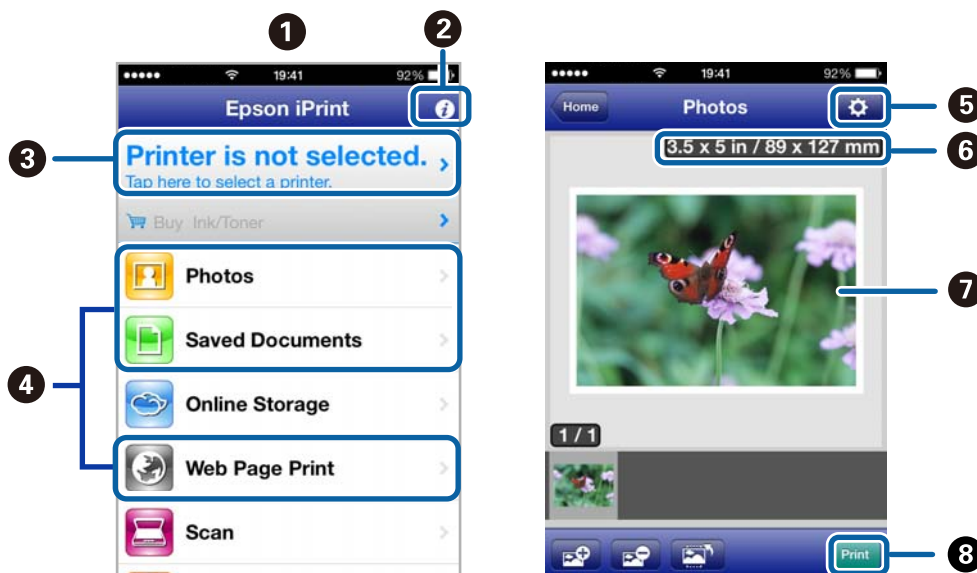 1
2
19:41
92%
Epson iPrint
i
3
Printer is not selected.
Tap here to select a printer.
Buy Ink/Toner
Photos
Saved Documents
4
Online Storage
Web Page Print
Scan
19:41
92%
Home
Photos
5
3.5 x 5 in / 89 x 127 mm
6
7
1 / 1
Print
8